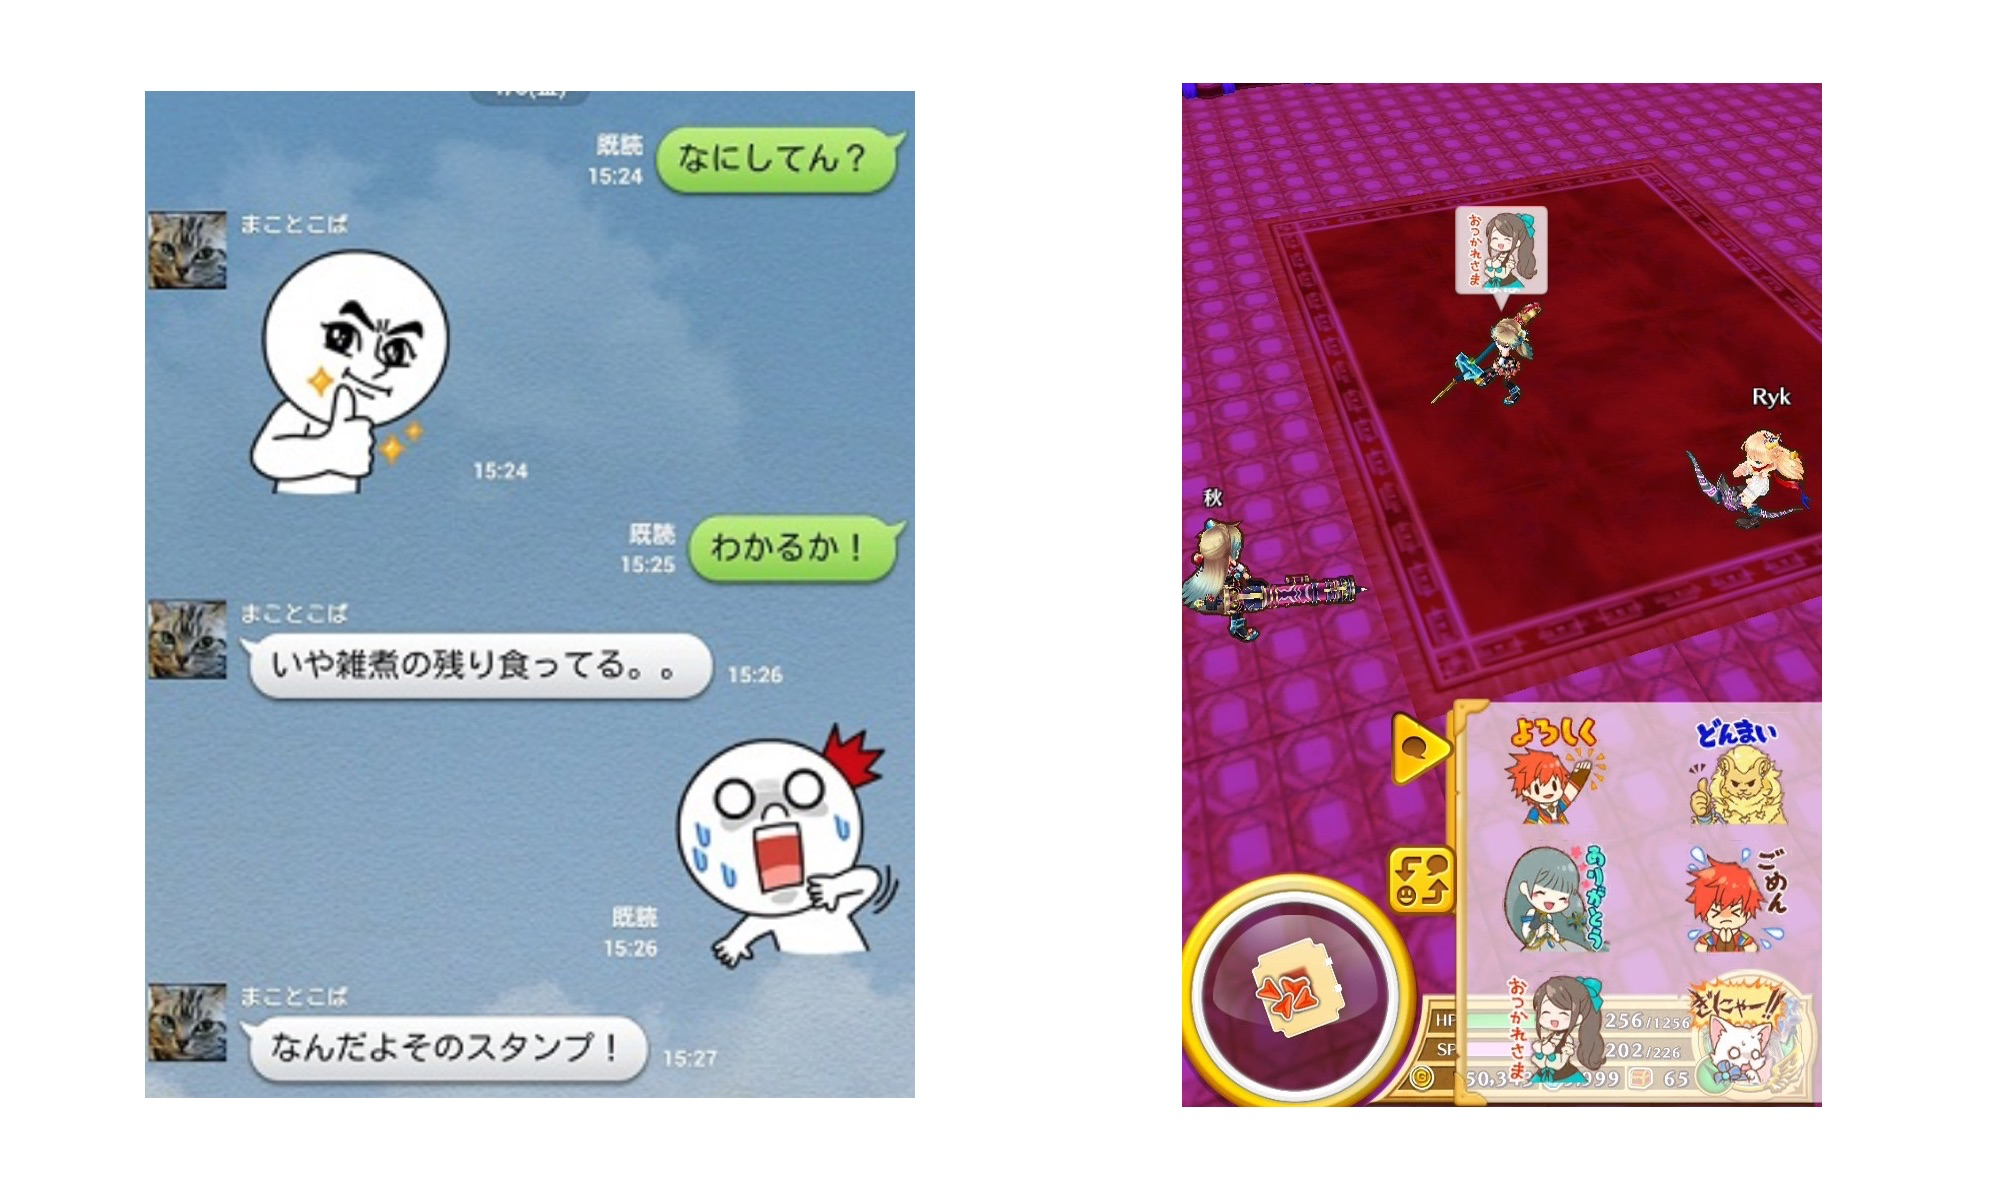 既読
15:24
なにしてん？
まことこば
15:24
既読
15:25
わかるか！
まことこば
いや雑煮の残り食ってる。。
15:26
既読
15:26
まことこば
なんだよそのスタンプ！
15:27
おつかれさま
Ryk
秋
よろしく
どんまい
ありがとう
ごめん
おつかれさま
ぎにゃー!!
HP
256/1256
SP
202/226
65